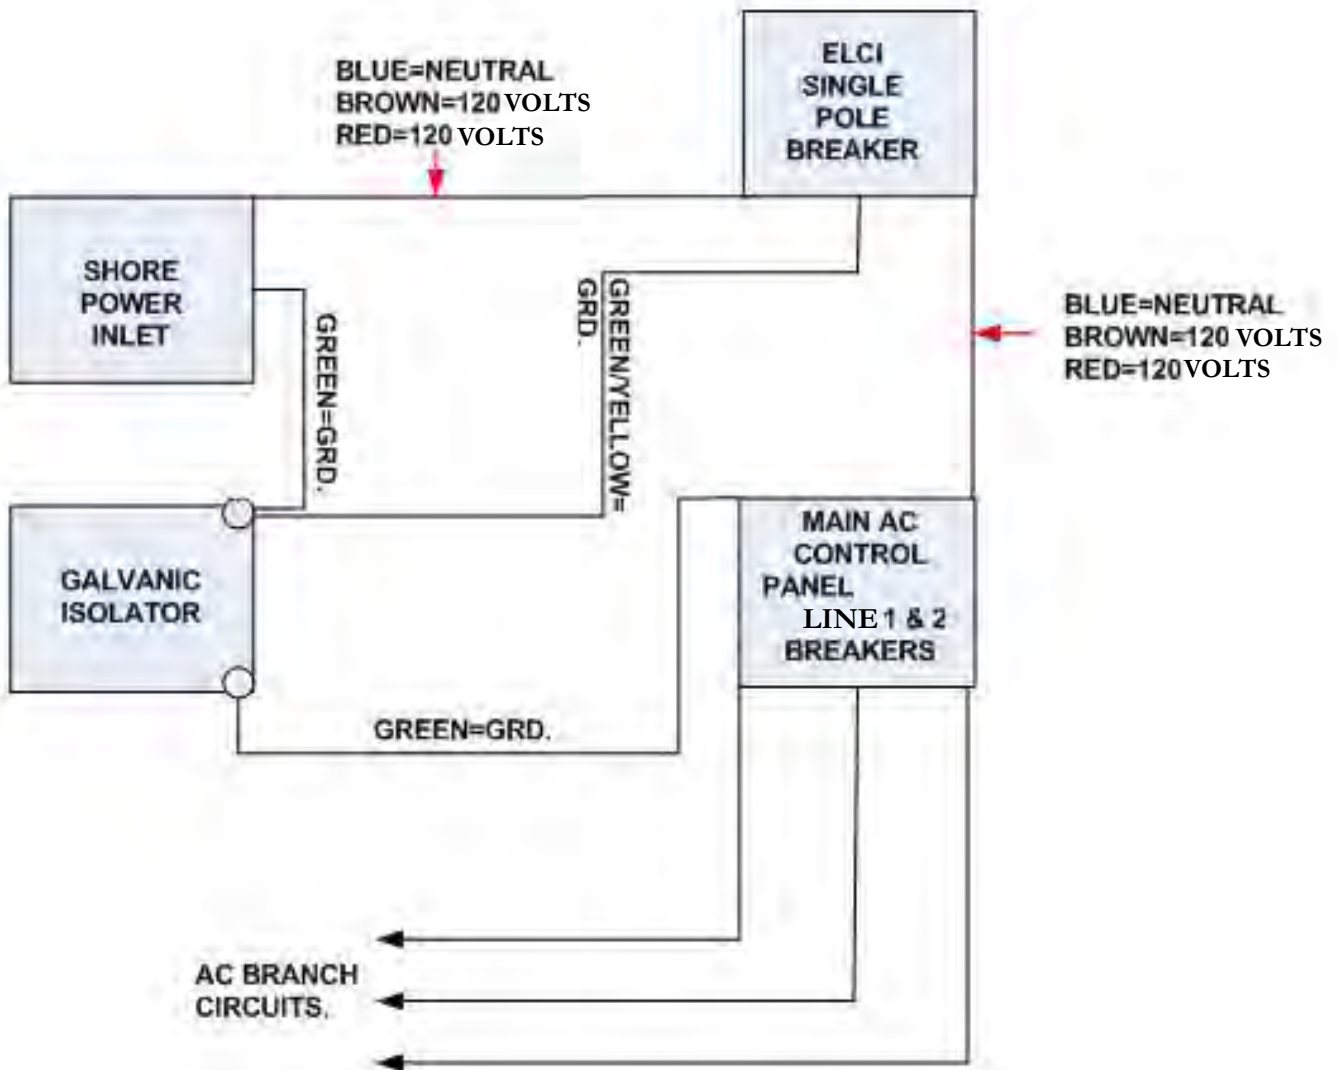 ELCI
SINGLE
POLE
BREAKER
BLUE=NEUTRAL
BROWN=120 VOLTS
RED=120 VOLTS
SHORE
POWER
INLET
GREEN=GRD.
GREEN/YELLOW=
GRD.
BLUE=NEUTRAL
BROWN=120 VOLTS
RED=120 VOLTS
GALVANIC
ISOLATOR
MAIN AC
CONTROL
PANEL
LINE 1 & 2
BREAKERS
GREEN=GRD.
AC BRANCH
CIRCUITS.